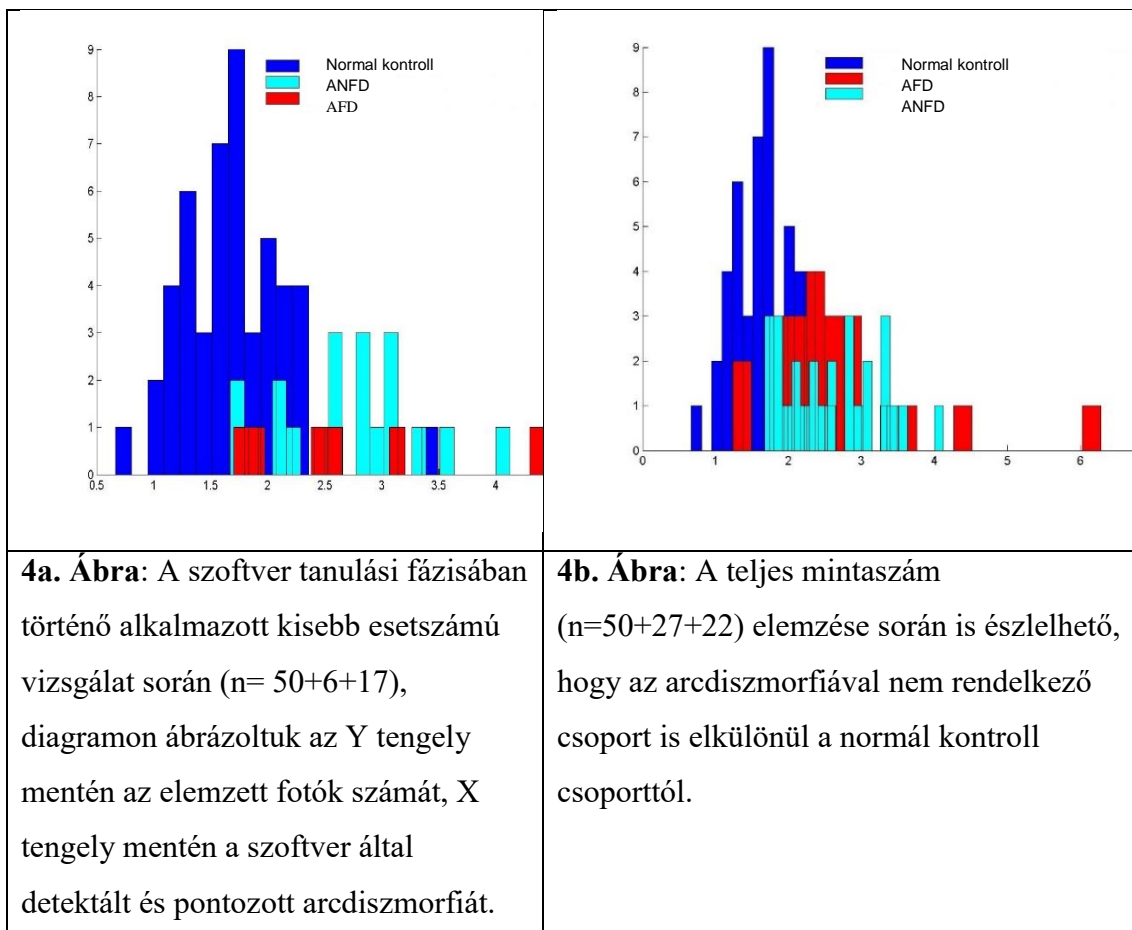 9
8
7
6
5
4
3
2
1
0
0.5 1 1.5 2 2.5 3 3.5 4
Normal kontroll
ANFD
AFD
9
8
7
6
5
4
3
2
1
0
0 1 2 3 4 5 6
Normal kontroll
AFD
ANFD
4a. Ábra: A szoftver tanulási fázisában
történő alkalmazott kisebb esetszámú
vizsgálat során (n= 50+6+17),
diagramon ábrázoltuk az Y tengely
mentén az elemzett fotók számát, X
tengely mentén a szoftver által
detektált és pontozott arcdiszmorfiát.
4b. Ábra: A teljes mintaszám
(n=50+27+22) elemzése során is észlelhető,
hogy az arcdiszmorfiával nem rendelkező
csoport is elkülönül a normál kontroll
csoporttól.